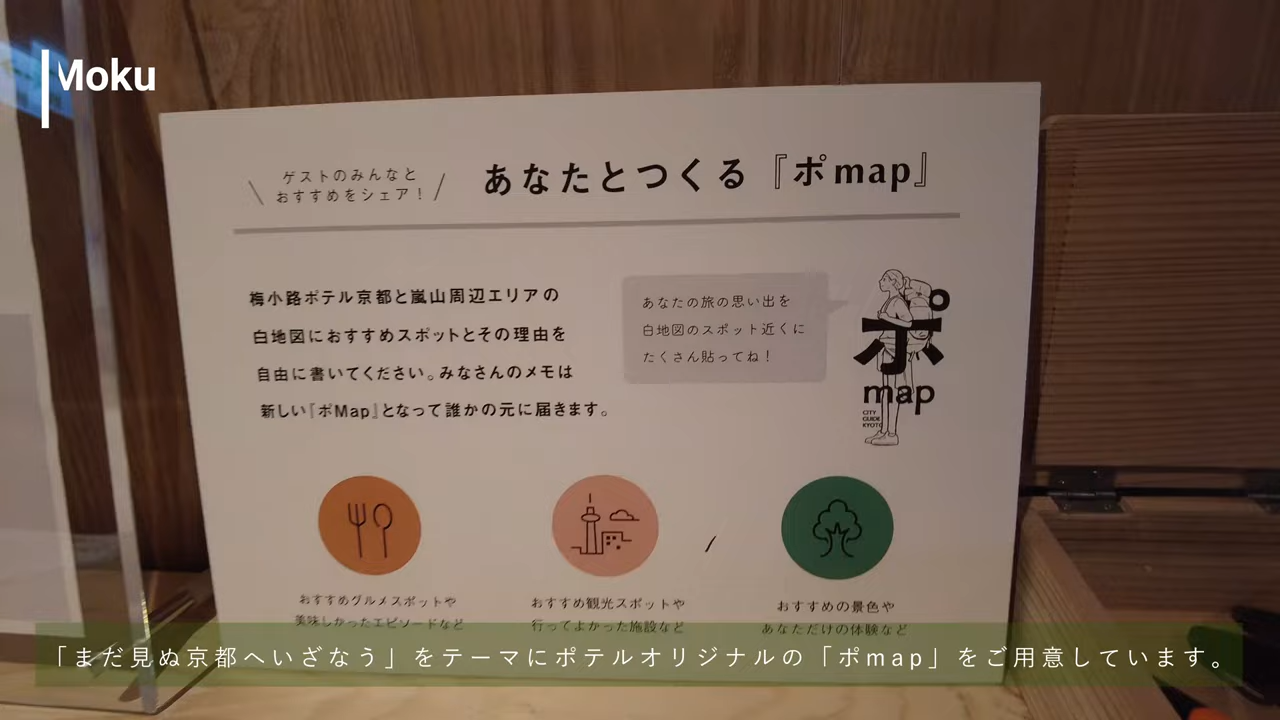 Moku
ゲストのみんなと
おすすめをシェア！
あなたとつくる『ポmap』
梅小路ポテル京都と嵐山周辺エリアの
白地図におすすめスポットとその理由を
自由に書いてください。みなさんのメモは
新しい『ポMap』となって誰かの元に届きます。
あなたの旅の思い出を
白地図のスポット近くに
たくさん貼ってね！
ポ
map
CITY
GUIDE
KYOTO
おすすめグルメスポットや
美味しかったエピソードなど
おすすめ観光スポットや
行ってよかった施設など
おすすめの景色や
あなただけの体験など
「まだ見ぬ京都へいざなう」をテーマにポテルオリジナルの「ポmap」をご用意しています。